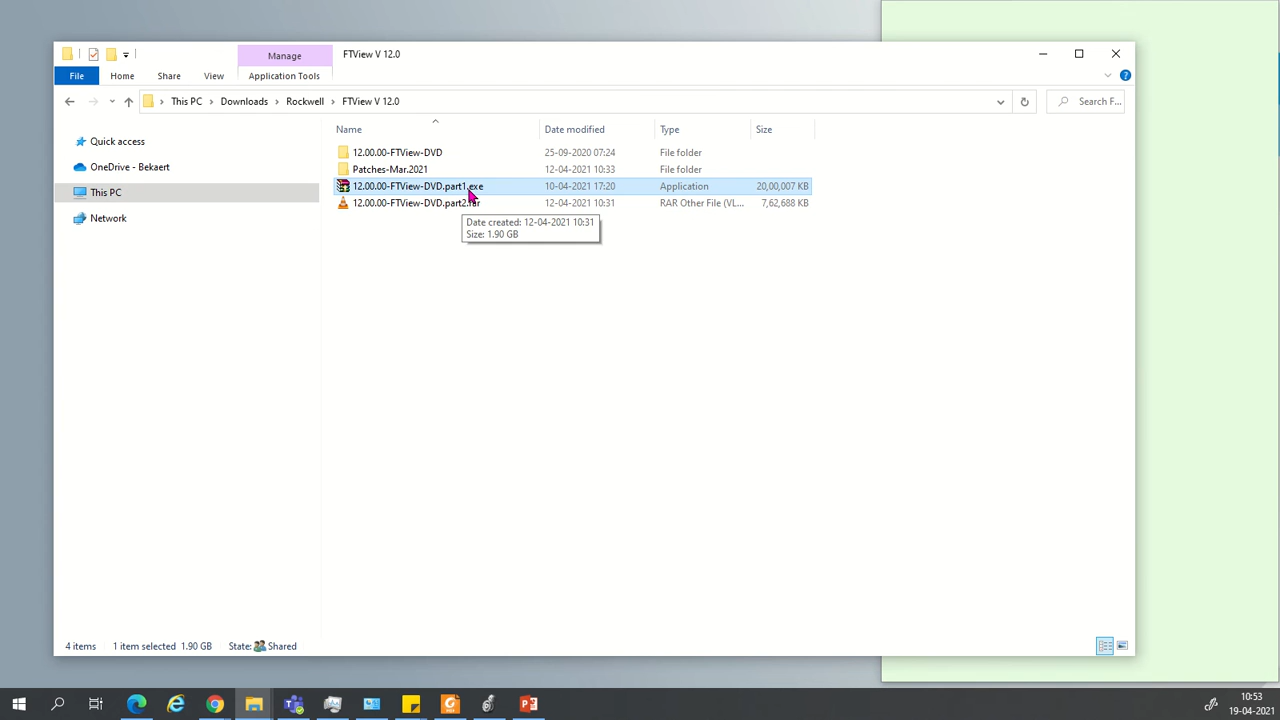 Manage
FTView V 12.0
File
Home
Share
View
Application Tools
This PC
Downloads
Rockwell
FTView V 12.0
Search F...
Name
Date modified
Type
Size
Quick access
OneDrive - Bekaert
This PC
Network
12.00.00-FTView-DVD
25-09-2020 07:24
File folder
Patches-Mar.2021
12-04-2021 10:33
File folder
12.00.00-FTView-DVD.part1.exe
10-04-2021 17:20
Application
20,00,007 KB
12.00.00-FTView-DVD.part2.rar
12-04-2021 10:31
RAR Other File (VL...
7,62,688 KB
Date created: 12-04-2021 10:31
Size: 1.90 GB
4 items
1 item selected 1.90 GB
State: Shared
10:53
19-04-2021